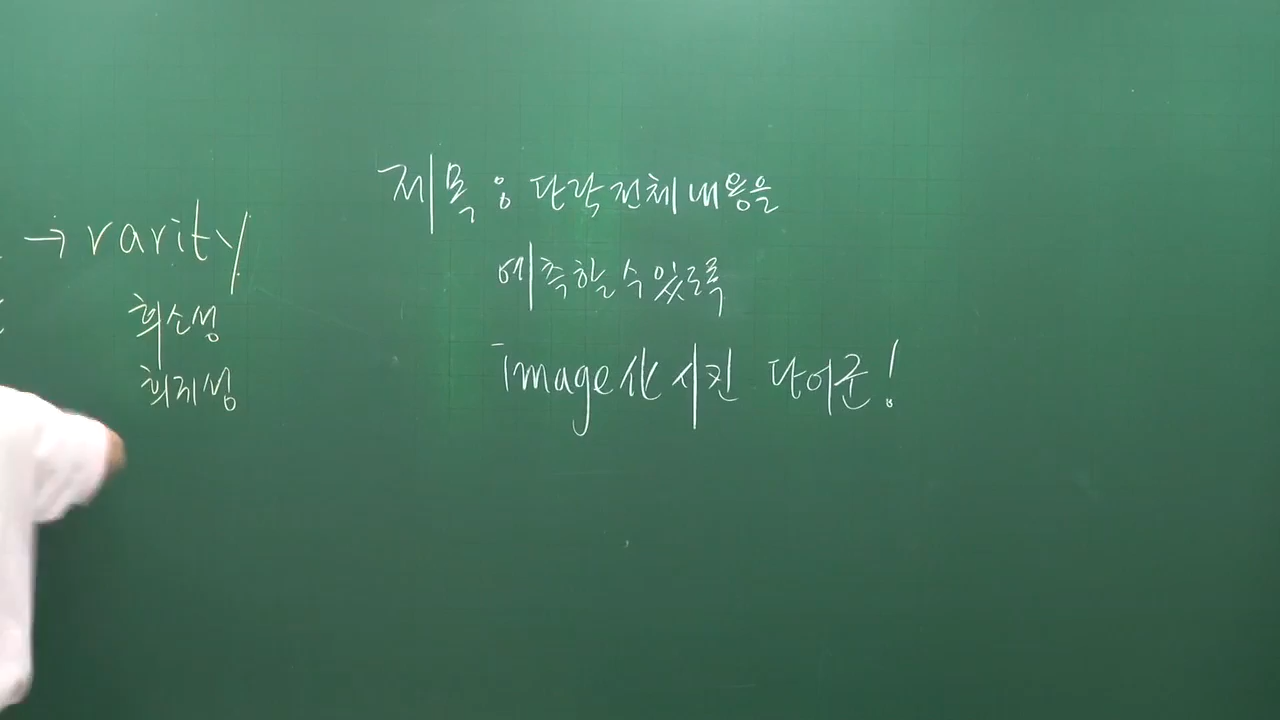 → rarity
희소성
희귀성
제목 : 단락 전체 내용을
예측할 수 있도록
image화 시킨 단어군!